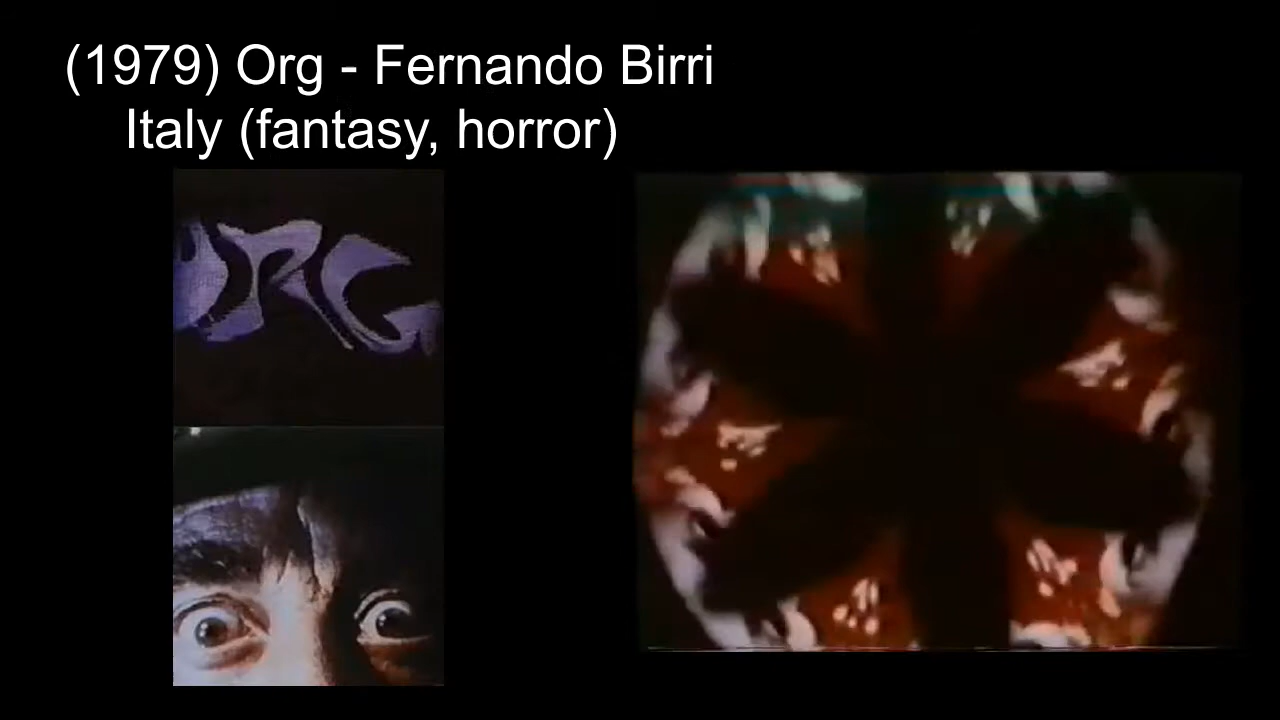 (1979) Org - Fernando Birri
Italy (fantasy, horror)
ORG